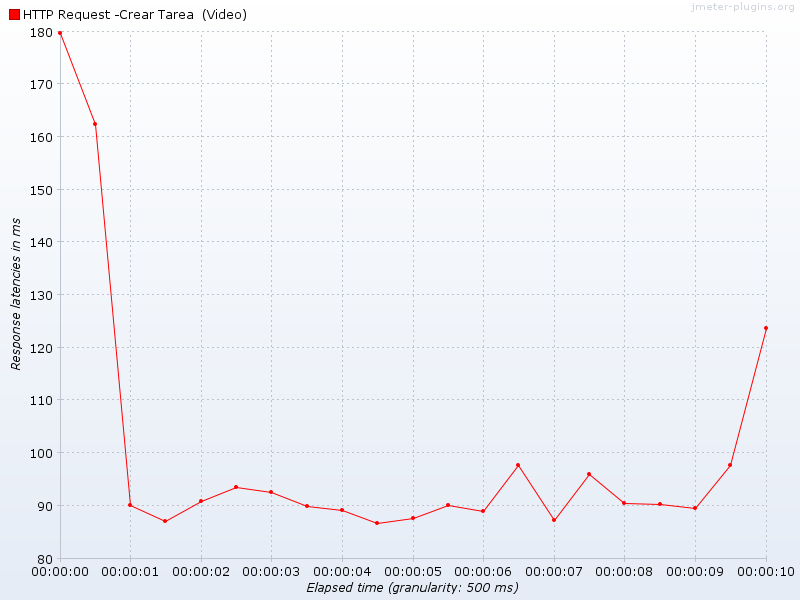 jmeter-plugins.org
HTTP Request -Crear Tarea  (Video)
180
170
160
150
140
130
120
110
100
90
80
Response latencies in ms
00:00:00 00:00:01 00:00:02 00:00:03 00:00:04 00:00:05 00:00:06 00:00:07 00:00:08 00:00:09 00:00:10
Elapsed time (granularity: 500 ms)